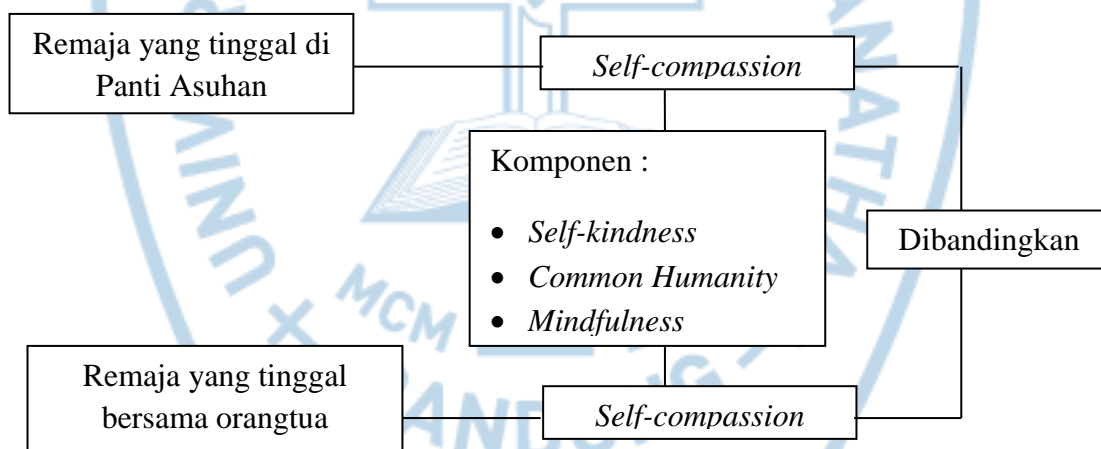 Remaja yang tinggal di
Panti Asuhan
Self-compassion
Komponen :
• Self-kindness
• Common Humanity
• Mindfulness
Dibandingkan
Remaja yang tinggal
bersama orangtua
Self-compassion
MCM